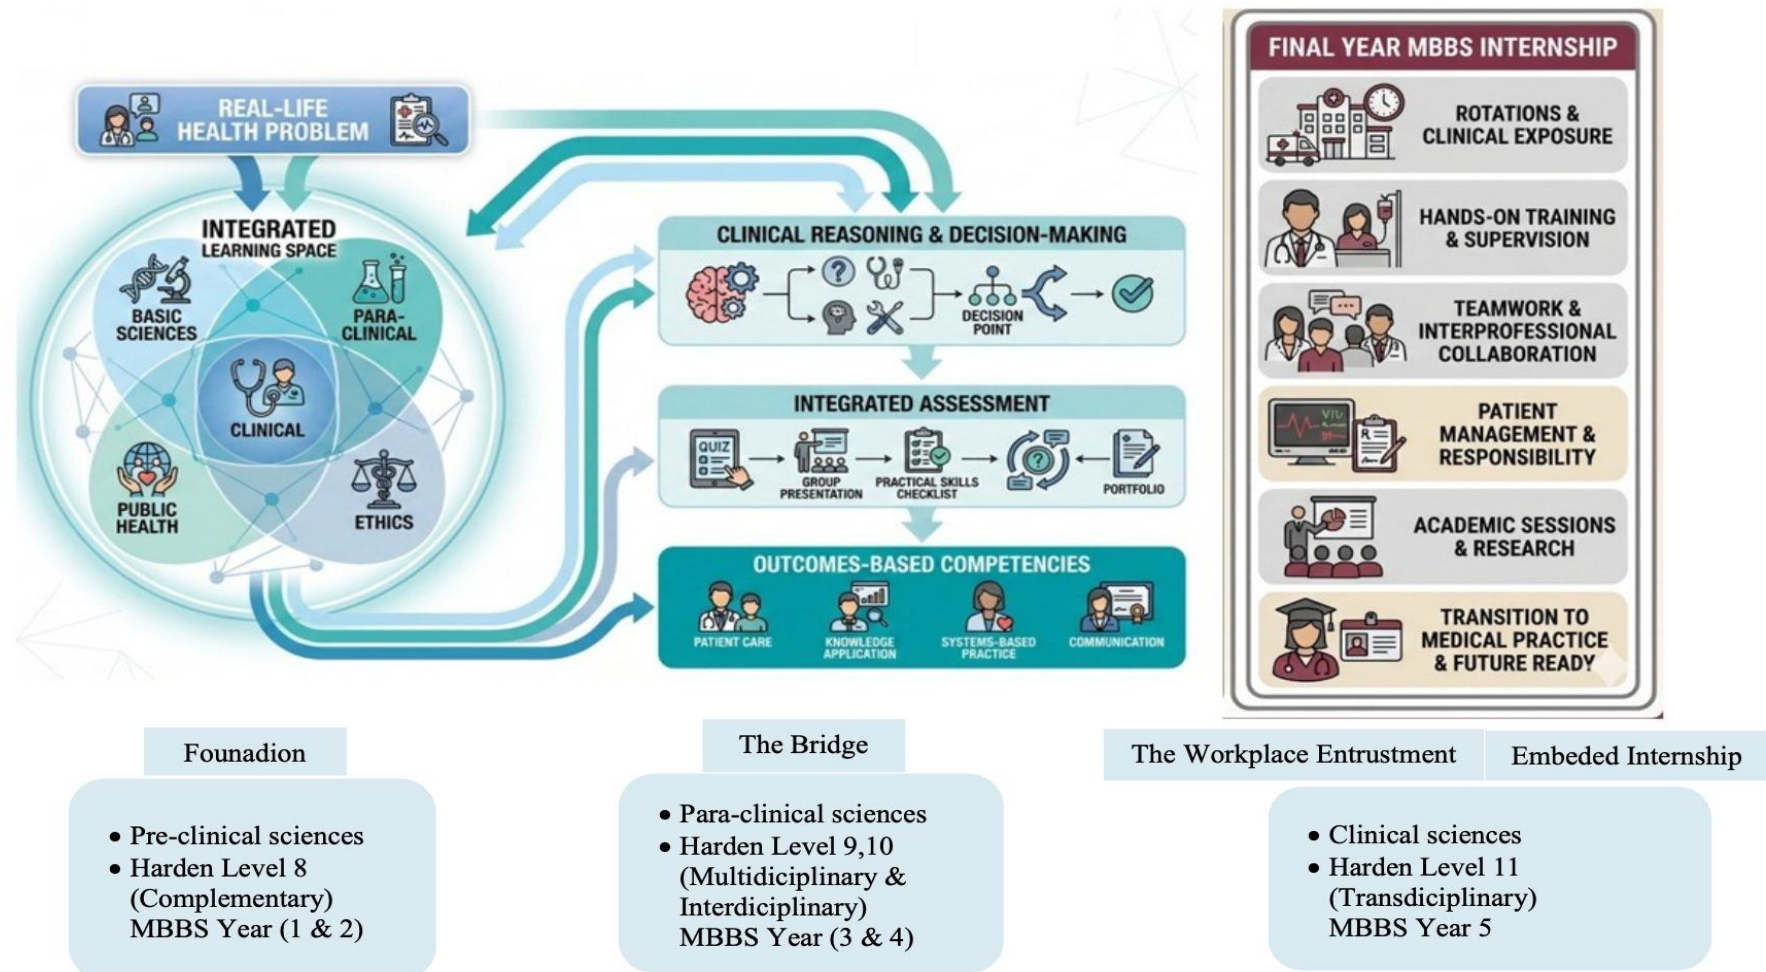 REAL-LIFE
HEALTH PROBLEM
INTEGRATED
LEARNING SPACE
BASIC
SCIENCES
PARA-
CLINICAL
CLINICAL
PUBLIC
HEALTH
ETHICS
CLINICAL REASONING & DECISION-MAKING
?
DECISION
POINT
INTEGRATED ASSESSMENT
QUIZ
?
GROUP
PRESENTATION
PRACTICAL SKILLS
CHECKLIST
PORTFOLIO
OUTCOMES-BASED COMPETENCIES
PATIENT CARE
KNOWLEDGE
APPLICATION
SYSTEMS-BASED
PRACTICE
COMMUNICATION
FINAL YEAR MBBS INTERNSHIP
ROTATIONS &
CLINICAL EXPOSURE
HANDS-ON TRAINING
& SUPERVISION
TEAMWORK &
INTERPROFESSIONAL
COLLABORATION
PATIENT
MANAGEMENT &
RESPONSIBILITY
ACADEMIC SESSIONS
& RESEARCH
TRANSITION TO
MEDICAL PRACTICE
& FUTURE READY
Founadion
• Pre-clinical sciences
• Harden Level 8
(Complementary)
MBBS Year (1 & 2)
The Bridge
• Para-clinical sciences
• Harden Level 9,10
(Multidiciplinary &
Interdiciplinary)
MBBS Year (3 & 4)
The Workplace Entrustment
Embeded Internship
• Clinical sciences
• Harden Level 11
(Transdiciplinary)
MBBS Year 5